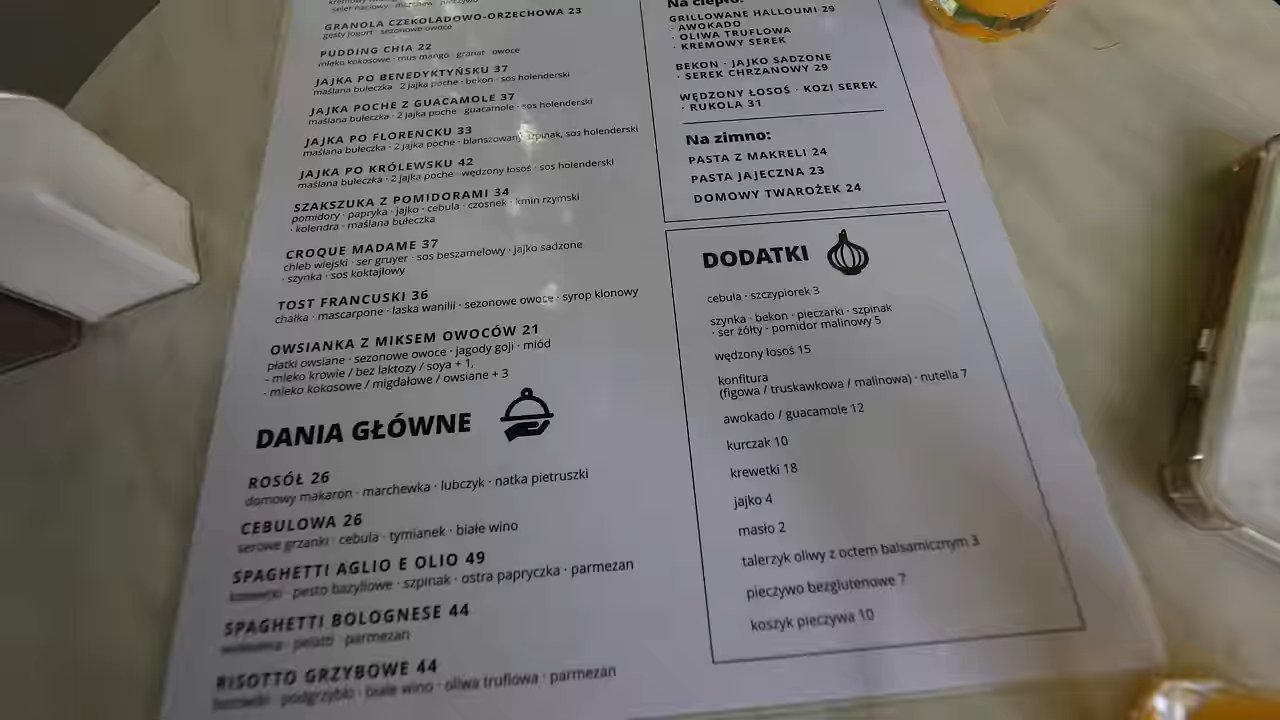 seler naciowy · marchew · pieczywo
GRANOLA CZEKOLADOWO-ORZECHOWA 23
gęsty jogurt · sezonowe owoce
PUDDING CHIA 22
mleko kokosowe · mus mango · granat · owoce
JAJKA PO BENEDYKTYŃSKU 37
maślana bułeczka · 2 jajka poche · bekon · sos holenderski
JAJKA POCHE Z GUACAMOLE 37
maślana bułeczka · 2 jajka poche · guacamole · sos holenderski
JAJKA PO FLORENCKU 33
maślana bułeczka · 2 jajka poche · blanszowany szpinak, sos holenderski
JAJKA PO KRÓLEWSKU 42
maślana bułeczka · 2 jajka poche · wędzony łosoś · sos holenderski
SZAKSZUKA Z POMIDORAMI 34
pomidory · papryka · jajko · cebula · czosnek · kmin rzymski
· kolendra · maślana bułeczka
CROQUE MADAME 37
chleb wiejski · ser gruyer · sos beszamelowy · jajko sadzone
· szynka · sos koktajlowy
TOST FRANCUSKI 36
chałka · mascarpone · laska wanilii · sezonowe owoce · syrop klonowy
OWSIANKA Z MIKSEM OWOCÓW 21
płatki owsiane · sezonowe owoce · jagody goji · miód
- mleko krowie / bez laktozy / soya + 1,
- mleko kokosowe / migdałowe / owsiane + 3
DANIA GŁÓWNE
ROSÓŁ 26
domowy makaron · marchewka · lubczyk · natka pietruszki
CEBULOWA 26
serowe grzanki · cebula · tymianek · białe wino
SPAGHETTI AGLIO E OLIO 49
krewetki · pesto bazyliowe · szpinak · ostra papryczka · parmezan
SPAGHETTI BOLOGNESE 44
wołowina · pelatti · parmezan
RISOTTO GRZYBOWE 44
borowiki · podgrzybki · białe wino · oliwa truflowa · parmezan
Na ciepło:
GRILLOWANE HALLOUMI 29
· AWOKADO
· OLIWA TRUFLOWA
· KREMOWY SEREK
BEKON · JAJKO SADZONE
· SEREK CHRZANOWY 29
WĘDZONY ŁOSOŚ · KOZI SEREK
· RUKOLA 31
Na zimno:
PASTA Z MAKRELI 24
PASTA JAJECZNA 23
DOMOWY TWAROŻEK 24
DODATKI
cebula · szczypiorek 3
szynka · bekon · pieczarki · szpinak
· ser żółty · pomidor malinowy 5
wędzony łosoś 15
konfitura
(figowa / truskawkowa / malinowa) · nutella 7
awokado / guacamole 12
kurczak 10
krewetki 18
jajko 4
masło 2
talerzyk oliwy z octem balsamicznym 3
pieczywo bezglutenowe 7
koszyk pieczywa 10